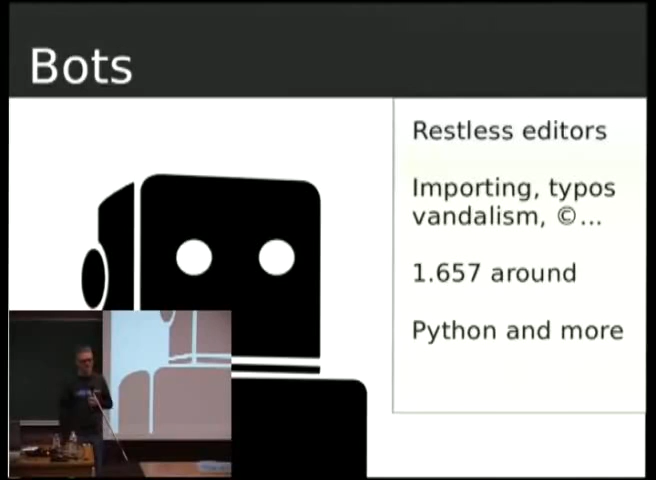 Bots
Restless editors
Importing, typos
vandalism, ©...
1.657 around
Python and more